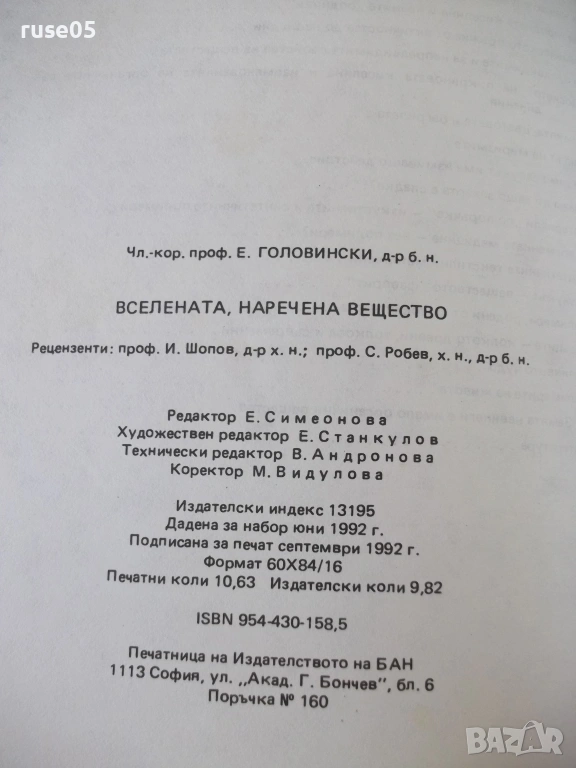 ruse05
Чл.-кор. проф. Е. ГОЛОВИНСКИ, д-р б. н.
ВСЕЛЕНАТА, НАРЕЧЕНА ВЕЩЕСТВО
Рецензенти: проф. И. Шопов, д-р х. н.; проф. С. Робев, х. н., д-р б. н.
Редактор Е. Симеонова
Художествен редактор Е. Станкулов
Технически редактор В. Андронова
Коректор М. Видулова
Издателски индекс 13195
Дадена за набор юни 1992 г.
Подписана за печат септември 1992 г.
Формат 60Х84/16
Печатни коли 10,63 Издателски коли 9,82
ISBN 954-430-158,5
Печатница на Издателството на БАН
1113 София, ул. „Акад. Г. Бончев", бл. 6
Поръчка № 160
BAZAR